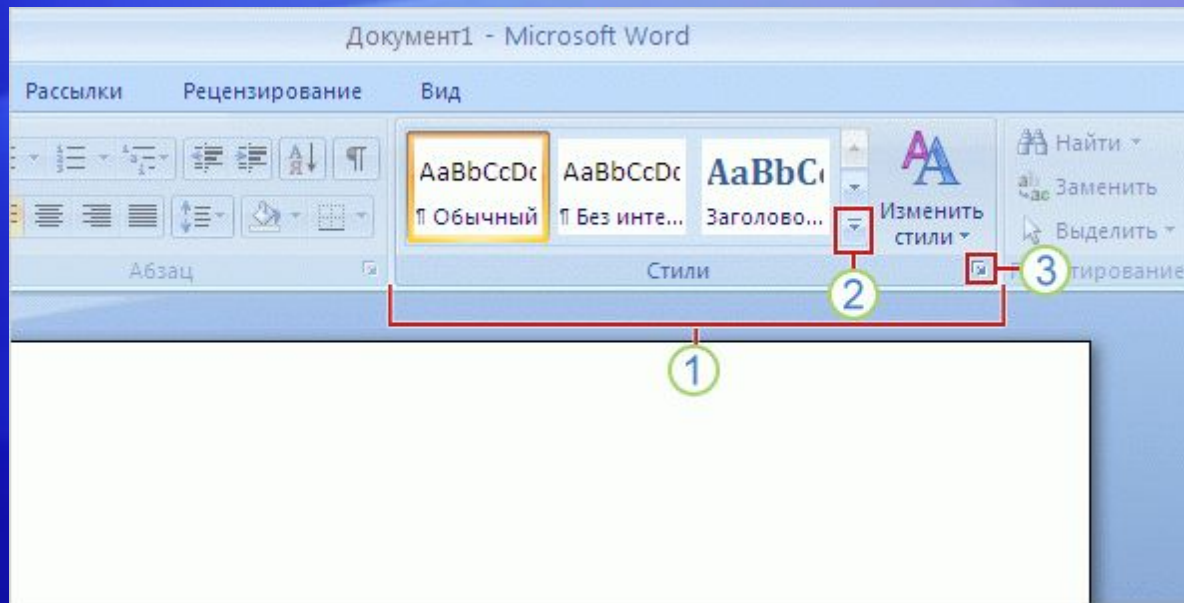 Документ1 - Microsoft Word
Рассылки Рецензирование Вид
AaBbCcDc AaBbCcDc AaBbC
¶ Обычный ¶ Без инте... Заголово...
Изменить
стили
Найти
Заменить
Выделить
Абзац Стили
2
3
1